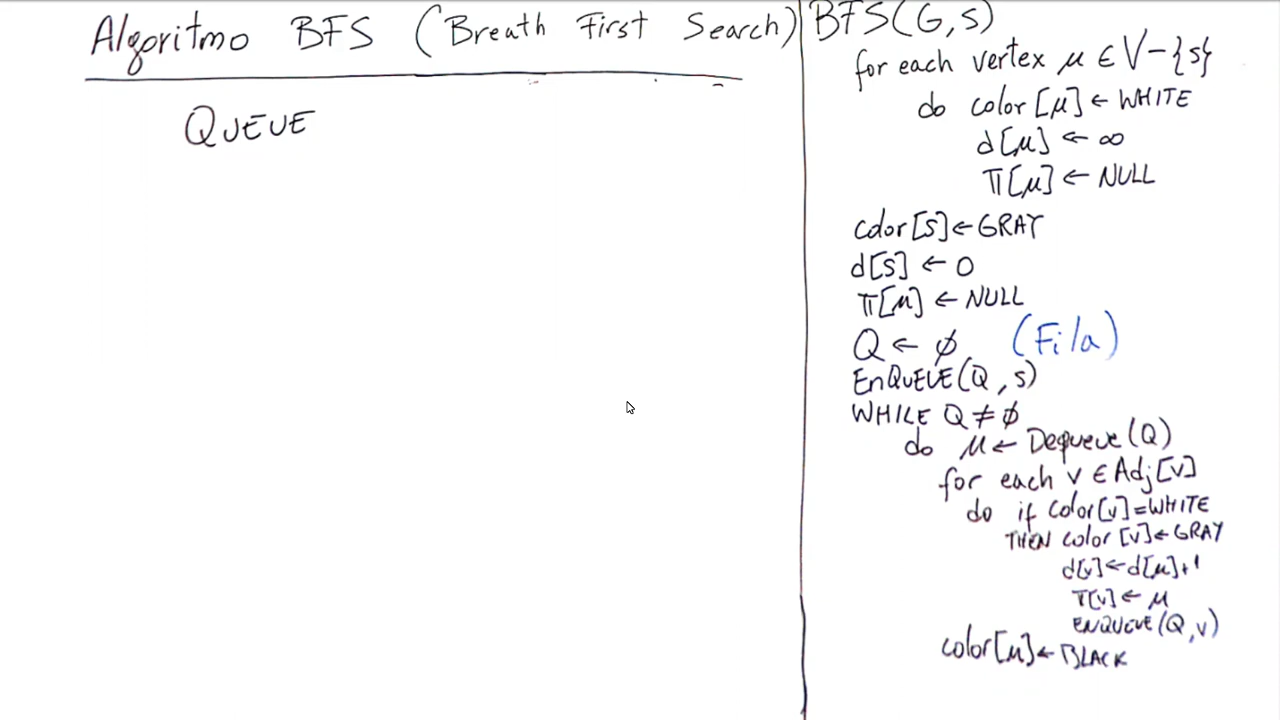 Algoritmo BFS (Breath First Search)
QUEUE
BFS(G,S)
for each vertex μ ∈ V-{s}
do color[μ] ← WHITE
d[μ] ← ∞
π[μ] ← NULL
color[s] ← GRAY
d[s] ← 0
π[μ] ← NULL
Q ← ∅ (Fila)
EnQUEUE(Q,s)
WHILE Q ≠ ∅
do μ ← Dequeue(Q)
for each v ∈ Adj[v]
do if color[v]=WHITE
THEN color[v] ← GRAY
d[v] ← d[μ]+1
π[v] ← μ
ENQUEUE(Q,v)
color[μ] ← BLACK